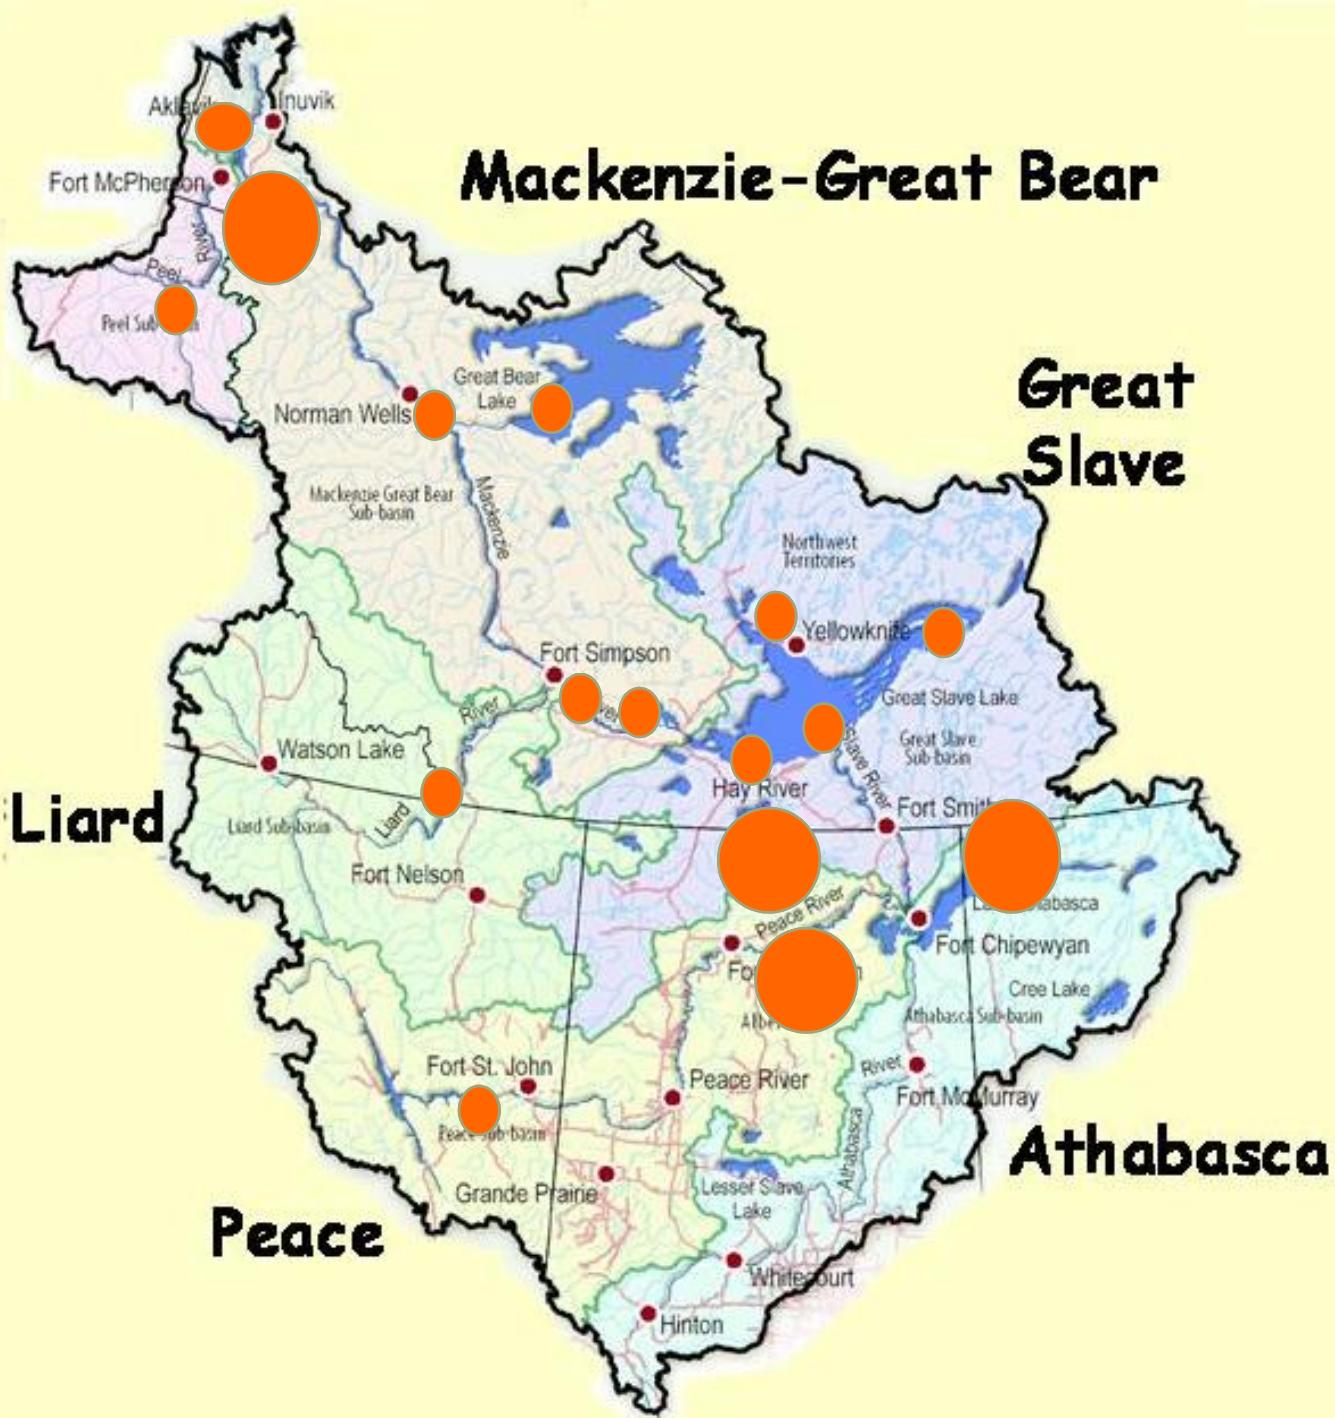 Inuvik
Mackenzie-Great Bear
Fort McPherson
River
Peel
Great Bear
Lake
Norman Wells
Great
Slave
Mackenzie Great Bear
Sub-basin
Mackenzie
Northwest
Territories
Yellowknife
Fort Simpson
River
Great Slave Lake
Great Slave
Sub-basin
Watson Lake
Slave River
Hay River
Fort Smith
Liard
Liard Sub-basin
Liard
Fort Nelson
Peace River
Fort Chipewyan
Cree Lake
Athabasca Sub-basin
Fort St. John
Peace River
River
Fort McMurray
Peace Sub-basin
Athabasca
Athabasca
Grande Prairie
Lesser Slave
Lake
Peace
Whitecourt
Hinton